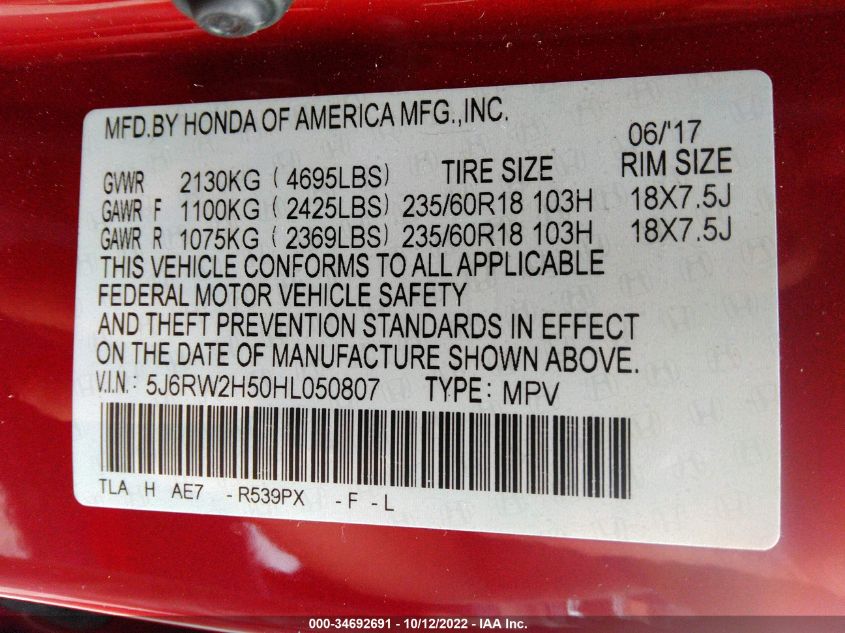 MFD.BY HONDA OF AMERICA MFG.,INC. 06/'17
GVWR 2130KG ( 4695LBS) TIRE SIZE RIM SIZE
GAWR F 1100KG ( 2425LBS) 235/60R18 103H 18X7.5J
GAWR R 1075KG ( 2369LBS) 235/60R18 103H 18X7.5J
THIS VEHICLE CONFORMS TO ALL APPLICABLE
FEDERAL MOTOR VEHICLE SAFETY
AND THEFT PREVENTION STANDARDS IN EFFECT
ON THE DATE OF MANUFACTURE SHOWN ABOVE.
V.I.N.: 5J6RW2H50HL050807 TYPE: MPV
TLA H AE7 -R539PX -F-L
000-34692691 - 10/12/2022 - IAA Inc.